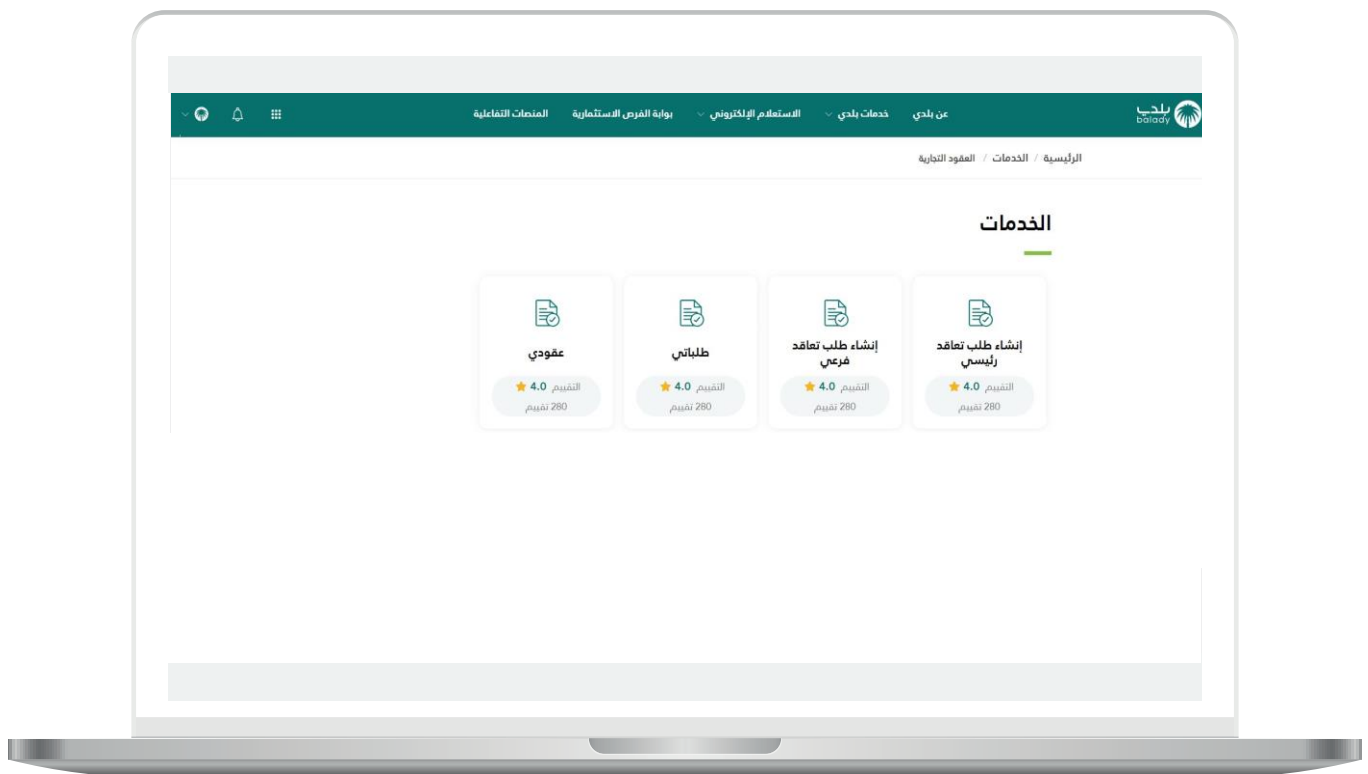 بلدي
balady
عن بلدي
خدمات بلدي
الاستعلام الإلكتروني
بوابة الفرص الاستثمارية
المنصات التفاعلية
الرئيسية / الخدمات / العقود التجارية
الخدمات
إنشاء طلب تعاقد
رئيسي
التقييم 4.0
280 تقييم
إنشاء طلب تعاقد
فرعي
التقييم 4.0
280 تقييم
طلباتي
التقييم 4.0
280 تقييم
عقودي
التقييم 4.0
280 تقييم